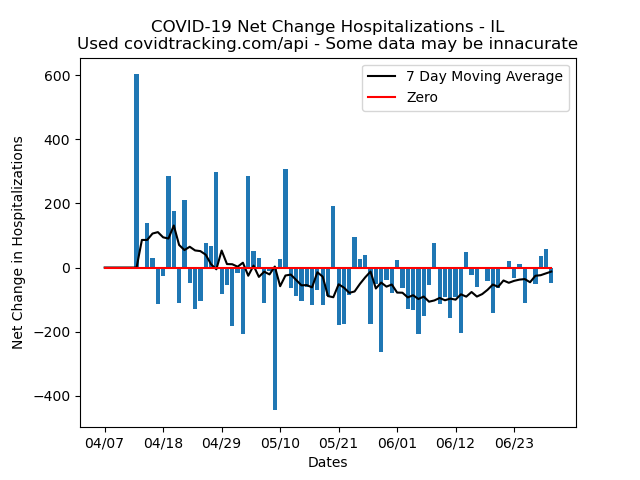 COVID-19 Net Change Hospitalizations - IL
Used covidtracking.com/api - Some data may be innacurate
7 Day Moving Average
Zero
Net Change in Hospitalizations
600
400
200
0
−200
−400
04/07 04/18 04/29 05/10 05/21 06/01 06/12 06/23
Dates